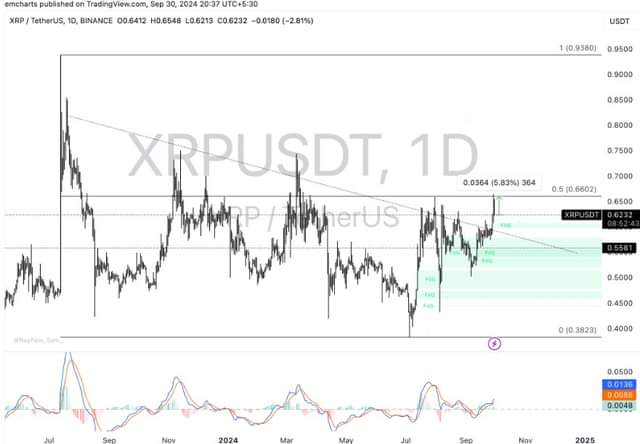 emcharts published on TradingView.com, Sep 30, 2024 20:37 UTC+5:30
XRP / TetherUS, 1D, BINANCE O0.6412 H0.6548 L0.6213 C0.6232 −0.0180 (−2.81%)
USDT
1 (0.9380)
0.9500
0.9000
0.8500
0.8000
0.7500
XRPUSDT, 1D
0.7000
0.0364 (5.83%) 364
0.5 (0.6602)
0.6500
XRP / TetherUS
XRPUSDT
0.6232
08:52:43
FVG
0.5581
FVG
FVG
FVG
0.5000
FVG
FVG
0.4500
FVG
0.4000
0 (0.3823)
0.0500
0.0136
0.0088
0.0048
Jul
Sep
Nov
2024
Mar
May
Jul
Sep
Nov
2025